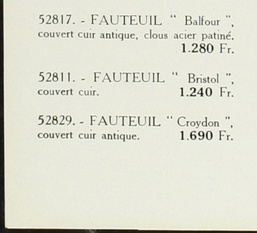 52817. - FAUTEUIL “ Balfour ”,
couvert cuir antique, clous acier patiné.
1.280 Fr.
52811. - FAUTEUIL “ Bristol ”,
couvert cuir. 1.240 Fr.
52829. - FAUTEUIL “ Croydon ”,
couvert cuir antique. 1.690 Fr.